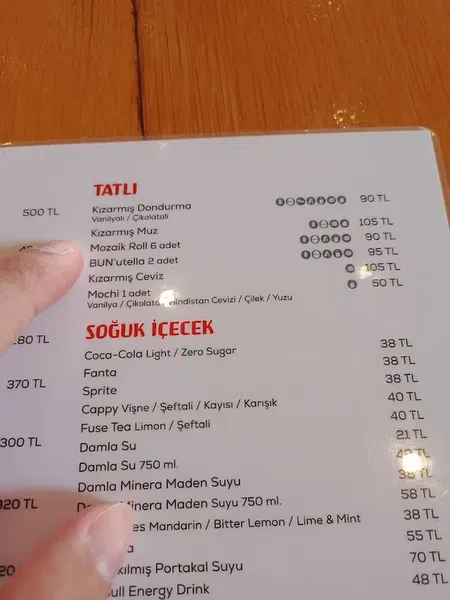 TATLI
500 TL
Kızarmış Dondurma 90 TL
Vanilyalı / Çikolatalı
Kızarmış Muz 105 TL
Mozaik Roll 6 adet 90 TL
BUN'utella 2 adet 95 TL
Kızarmış Ceviz 105 TL
Mochi 1 adet 50 TL
Vanilya / Çikolata / Hindistan Cevizi / Çilek / Yuzu
SOĞUK İÇECEK
280 TL
Coca-Cola Light / Zero Sugar 38 TL
Fanta 38 TL
370 TL
Sprite 38 TL
Cappy Vişne / Şeftali / Kayısı / Karışık 40 TL
Fuse Tea Limon / Şeftali 40 TL
300 TL
Damla Su 21 TL
Damla Su 750 ml. TL
Damla Minera Maden Suyu 38 TL
320 TL
Damla Minera Maden Suyu 750 ml. 58 TL
Mandarin / Bitter Lemon / Lime & Mint 38 TL
55 TL
Portakal Suyu 70 TL
Energy Drink 48 TL